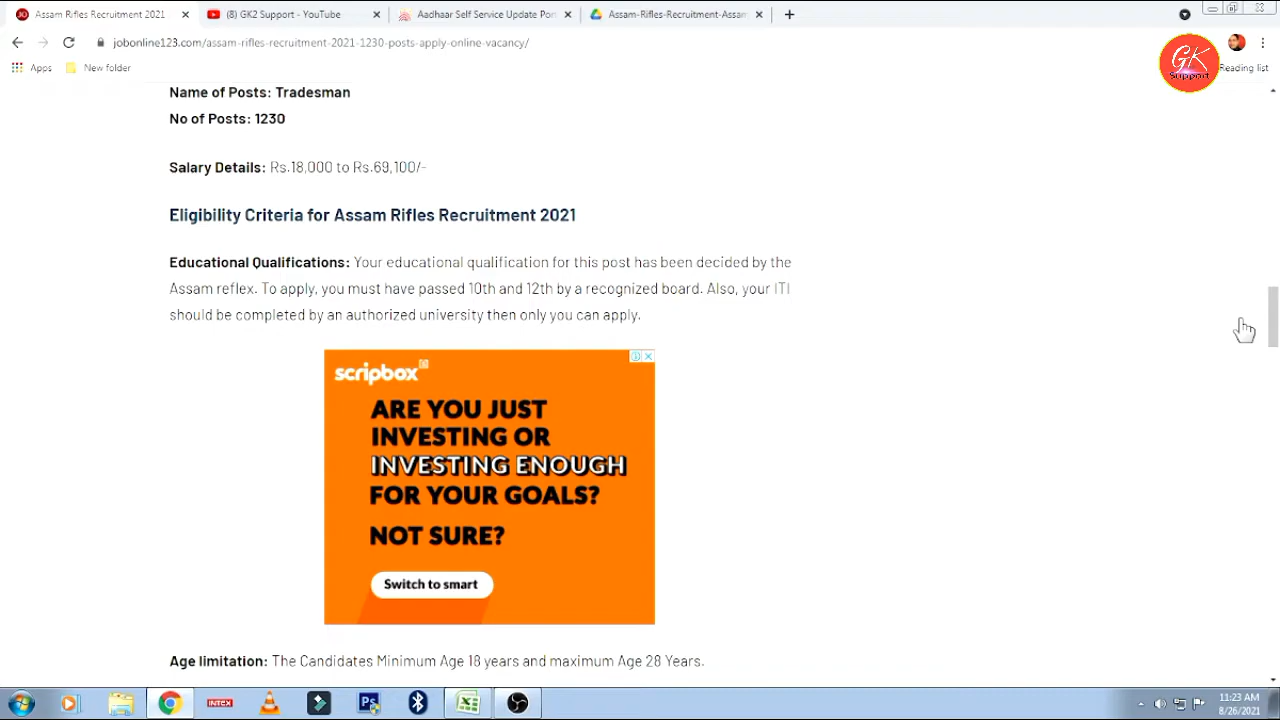 Assam Rifles Recruitment 2021
(8) GK2 Support - YouTube
Aadhaar Self Service Update Por
Assam-Rifles-Recruitment-Assam
jobonline123.com/assam-rifles-recruitment-2021-1230-posts-apply-online-vacancy/
Apps
New folder
Reading list
GK
Support
Name of Posts: Tradesman
No of Posts: 1230
Salary Details: Rs.18,000 to Rs.69,100/-
Eligibility Criteria for Assam Rifles Recruitment 2021
Educational Qualifications: Your educational qualification for this post has been decided by the
Assam reflex. To apply, you must have passed 10th and 12th by a recognized board. Also, your ITI
should be completed by an authorized university then only you can apply.
scripbox
ARE YOU JUST
INVESTING OR
INVESTING ENOUGH
FOR YOUR GOALS?
NOT SURE?
Switch to smart
Age limitation: The Candidates Minimum Age 18 years and maximum Age 28 Years.
INTEX
Ps
11:23 AM
8/26/2021